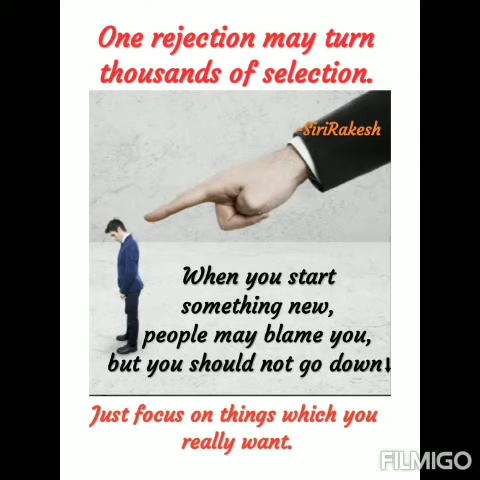 One rejection may turn
thousands of selection.
-SiriRakesh
When you start
something new,
people may blame you,
but you should not go down⬇
Just focus on things which you
really want.
FILMIGO